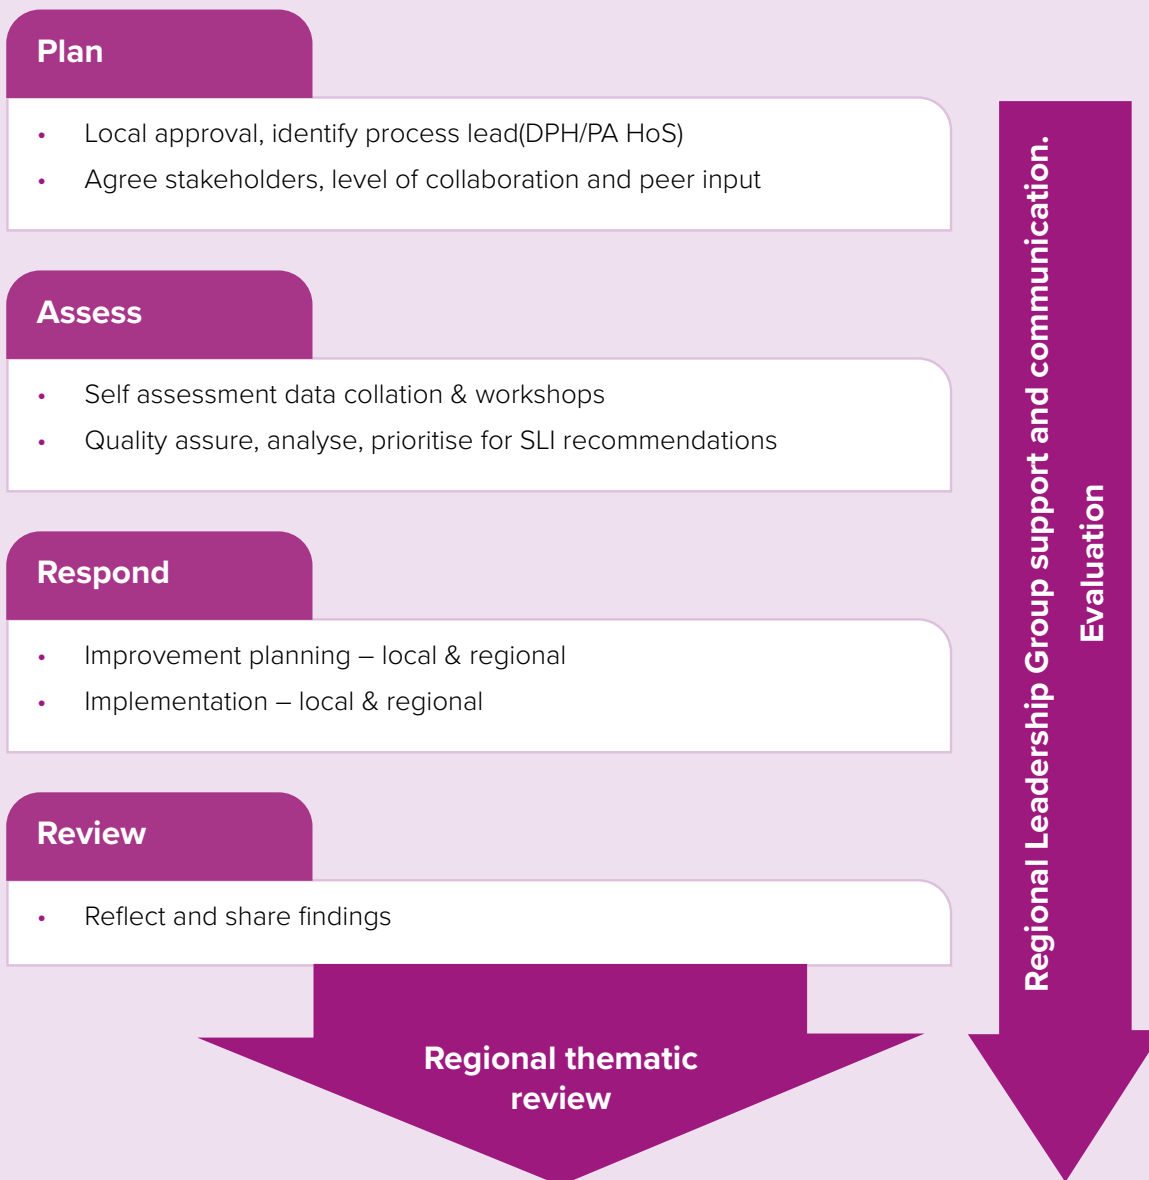 Plan
• Local approval, identify process lead(DPH/PA HoS)
• Agree stakeholders, level of collaboration and peer input
Assess
• Self assessment data collation & workshops
• Quality assure, analyse, prioritise for SLI recommendations
Respond
• Improvement planning – local & regional
• Implementation – local & regional
Review
• Reflect and share findings
Regional thematic
review
Regional Leadership Group support and communication.
Evaluation